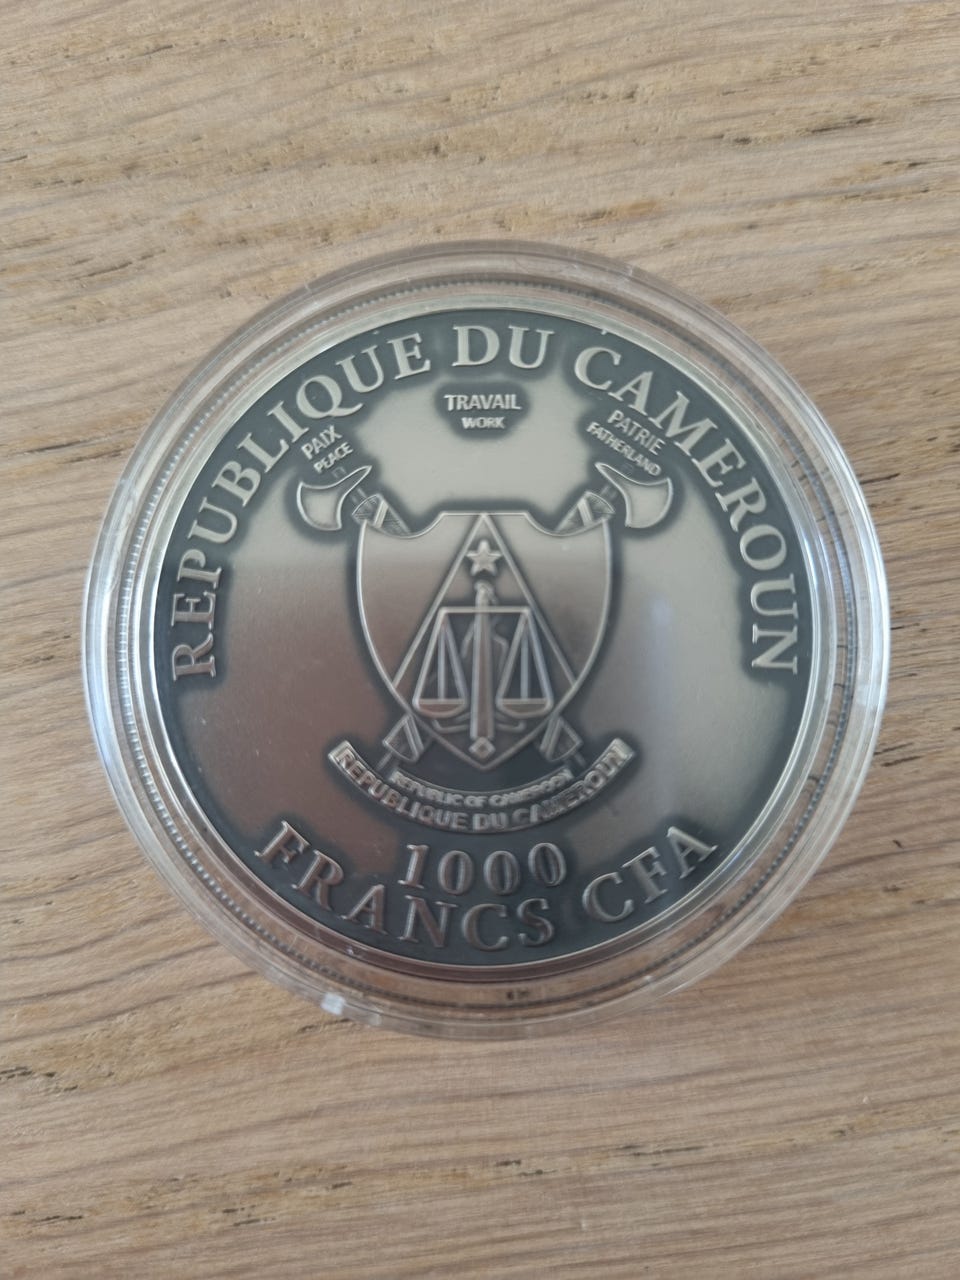 REPUBLIQUE DU CAMEROUN
TRAVAIL
WORK
PAIX
PEACE
PATRIE
FATHERLAND
REPUBLIC OF CAMEROON
REPUBLIQUE DU CAMEROUN
1000
FRANCS CFA